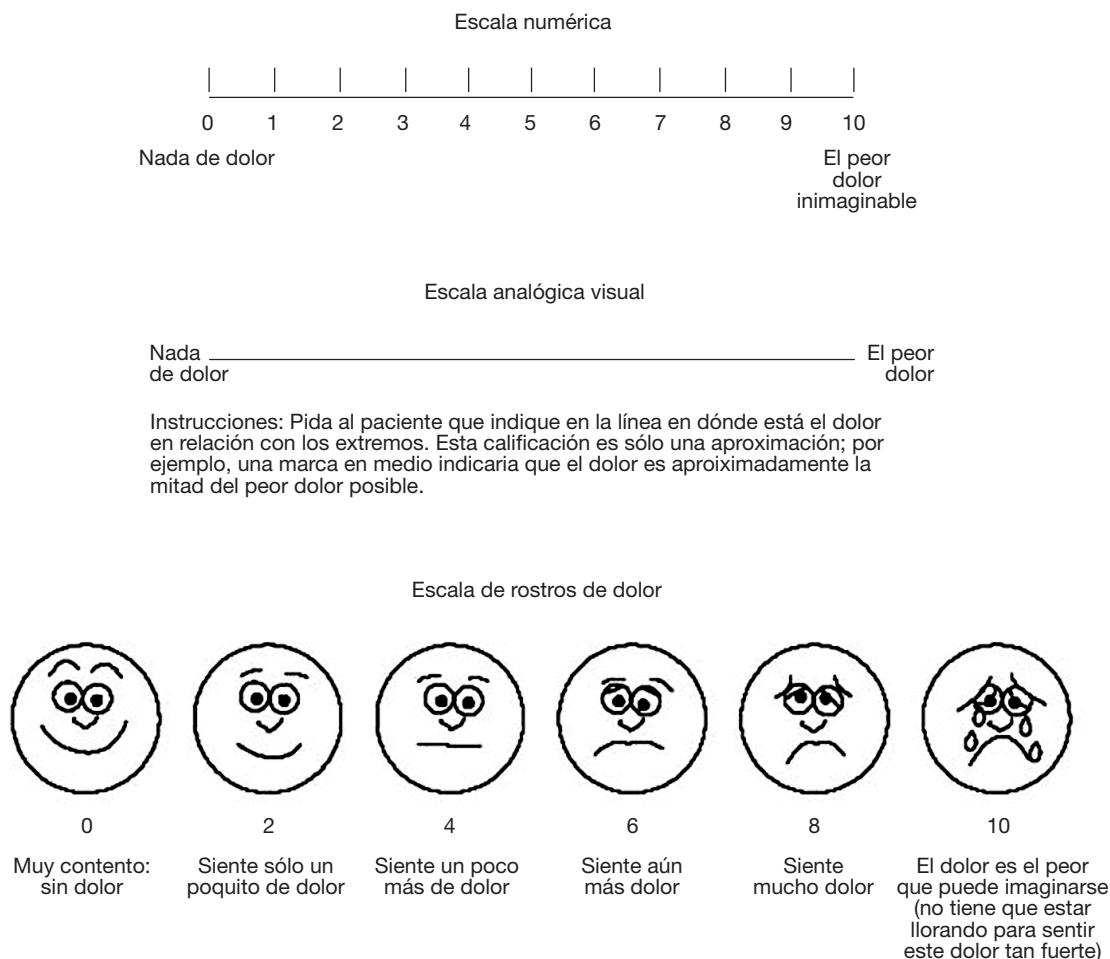 Escala numérica
0 1 2 3 4 5 6 7 8 9 10
Nada de dolor
El peor
dolor
inimaginable
Escala analógica visual
Nada
de dolor
El peor
dolor
Instrucciones: Pida al paciente que indique en la línea en dónde está el dolor
en relación con los extremos. Esta calificación es sólo una aproximación; por
ejemplo, una marca en medio indicaria que el dolor es aproiximadamente la
mitad del peor dolor posible.
Escala de rostros de dolor
0
Muy contento:
sin dolor
2
Siente sólo un
poquito de dolor
4
Siente un poco
más de dolor
6
Siente aún
más dolor
8
Siente
mucho dolor
10
El dolor es el peor
que puede imaginarse
(no tiene que estar
llorando para sentir
este dolor tan fuerte)